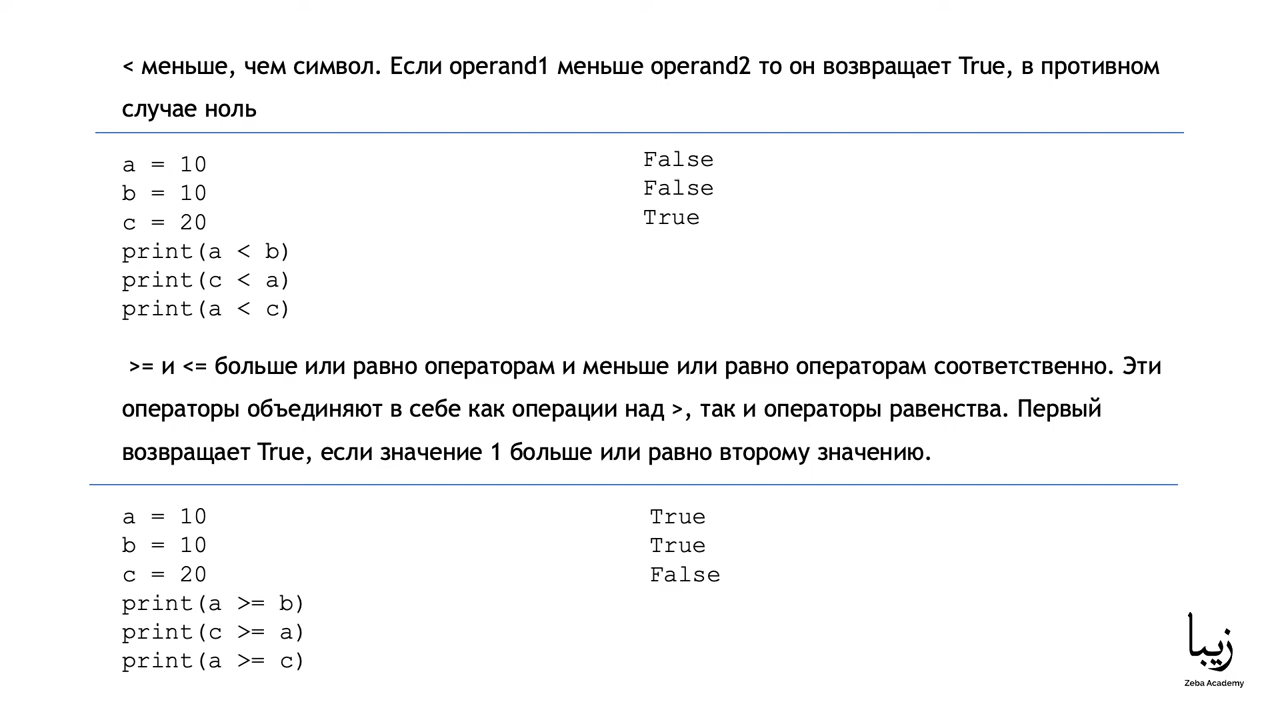 < меньше, чем символ. Если operand1 меньше operand2 то он возвращает True, в противном
случае ноль
a = 10
b = 10
c = 20
print(a < b)
print(c < a)
print(a < c)
False
False
True
>= и <= больше или равно операторам и меньше или равно операторам соответственно. Эти
операторы объединяют в себе как операции над >, так и операторы равенства. Первый
возвращает True, если значение 1 больше или равно второму значению.
a = 10
b = 10
c = 20
print(a >= b)
print(c >= a)
print(a >= c)
True
True
False
زیبا
Zeba Academy